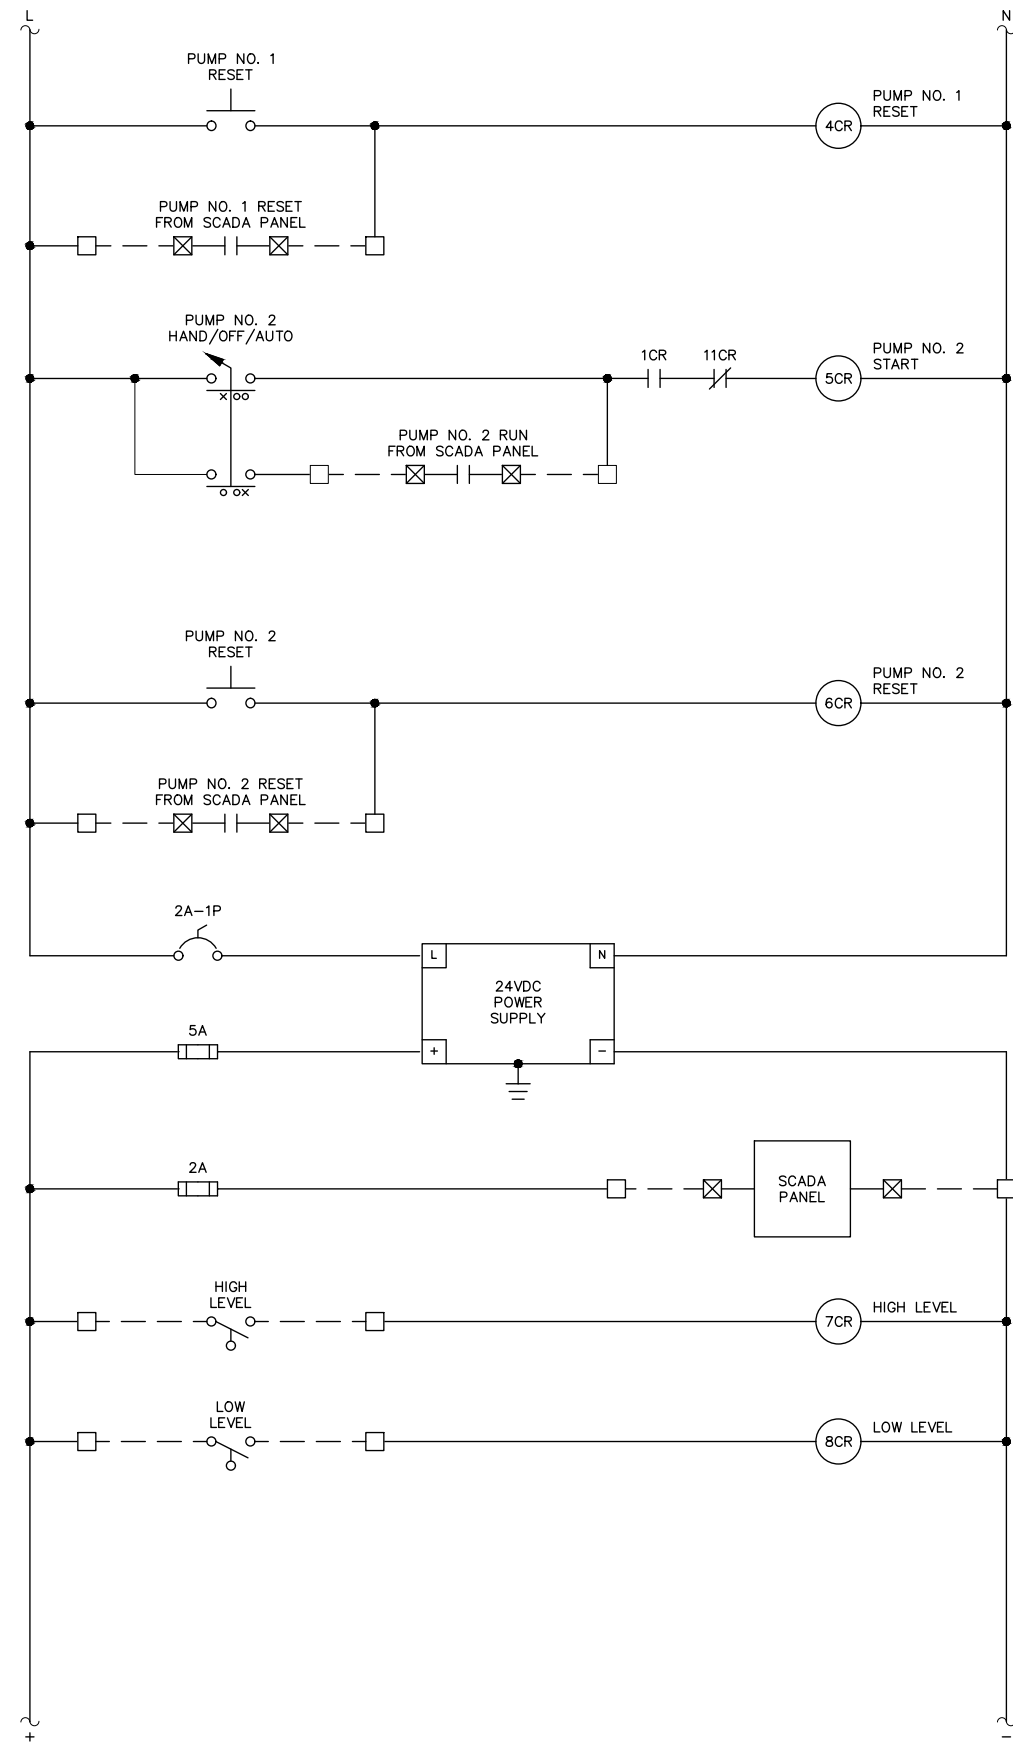 L
N
PUMP NO. 1
RESET
PUMP NO. 1
RESET
4CR
PUMP NO. 1 RESET
FROM SCADA PANEL
PUMP NO. 2
HAND/OFF/AUTO
1CR
11CR
PUMP NO. 2
START
5CR
X OO
PUMP NO. 2 RUN
FROM SCADA PANEL
O OX
PUMP NO. 2
RESET
PUMP NO. 2
RESET
6CR
PUMP NO. 2 RESET
FROM SCADA PANEL
2A-1P
L
N
24VDC
POWER
SUPPLY
5A
+
-
2A
SCADA
PANEL
HIGH
LEVEL
7CR
HIGH LEVEL
LOW
LEVEL
8CR
LOW LEVEL
+
-